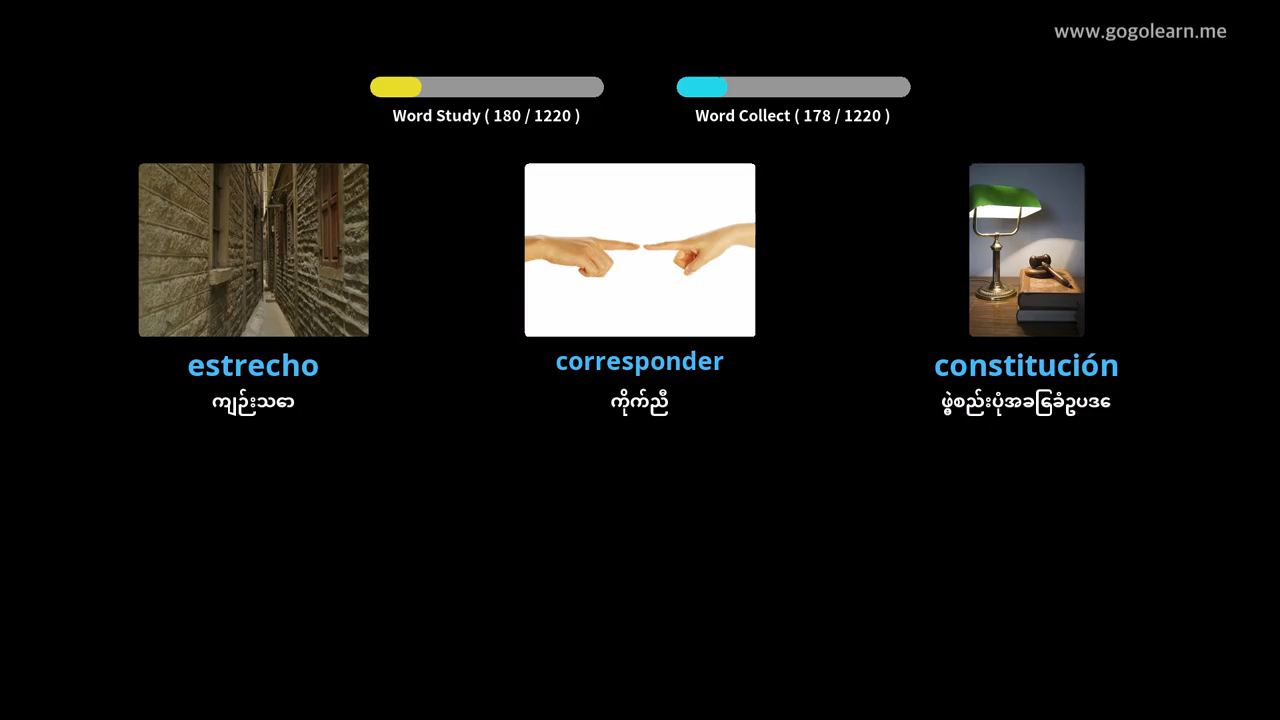 www.gogolearn.me
Word Study ( 180 / 1220 )
Word Collect ( 178 / 1220 )
estrecho
corresponder
constitución
ကျဉ်းသော
ကိုက်ညီ
ဖွဲ့စည်းပုံအခြေခံဥပဒေ